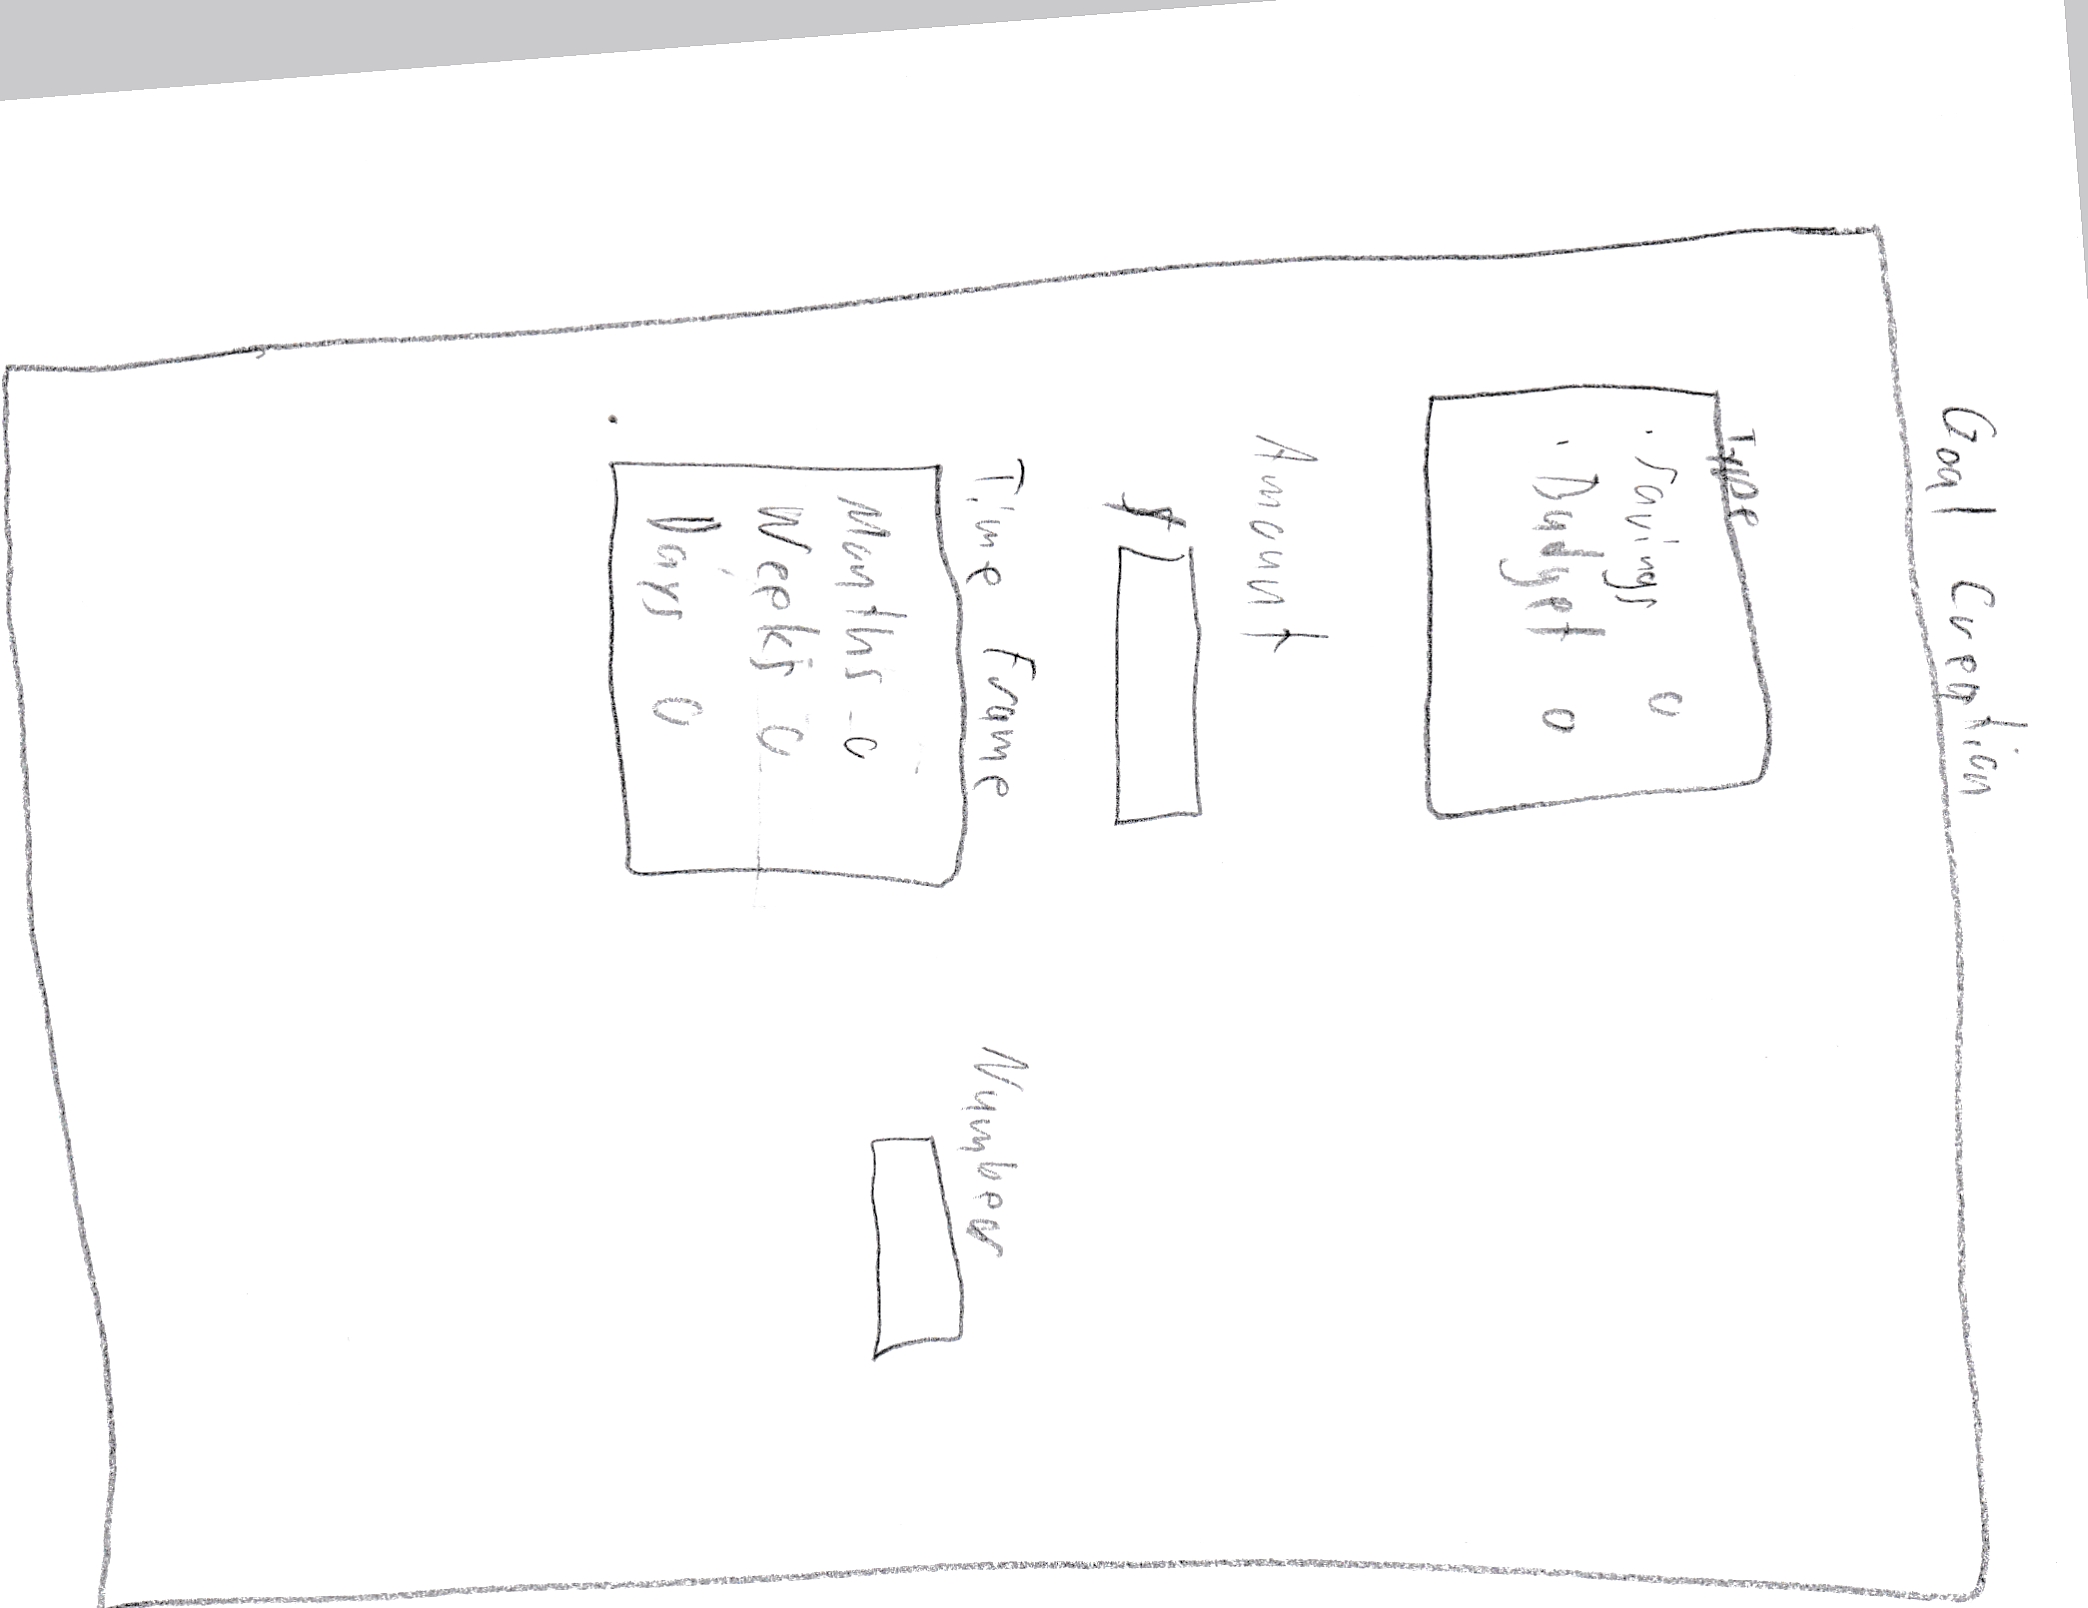 Goal Creation
Type
· Savings O
· Budget O
Amount
$
Time Frame
Number
Months - O
Weeks O
Days O